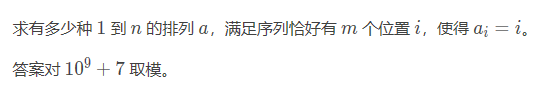 求有多少种 1 到 n 的排列 a，满足序列恰好有 m 个位置 i，使得 a_i = i。
答案对 10^9 + 7 取模。